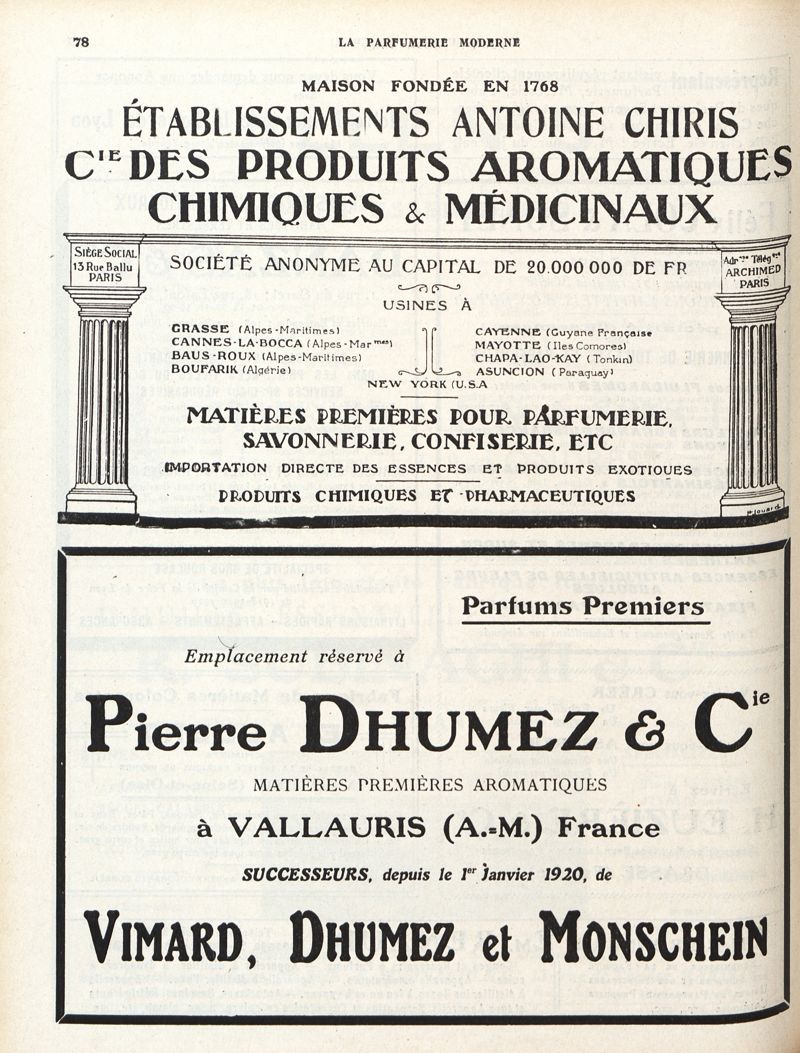 78
LA PARFUMERIE MODERNE
MAISON FONDÉE EN 1768
ÉTABLISSEMENTS ANTOINE CHIRIS
CIE DES PRODUITS AROMATIQUES
CHIMIQUES & MÉDICINAUX
SIÈGE SOCIAL
13 Rue Ballu
PARIS
SOCIÉTÉ ANONYME AU CAPITAL DE 20.000 000 DE FR
Adrsse Télégque
ARCHIMED
PARIS
USINES À
GRASSE (Alpes-Maritimes)
CANNES-LA-BOCCA (Alpes-Marmes)
BAUS-ROUX (Alpes-Maritimes)
BOUFARIK (Algérie)
CAYENNE (Guyane Française
MAYOTTE (Iles Comores)
CHAPA-LAO-KAY (Tonkin)
ASUNCION (Paraguay)
NEW YORK (U.S.A
MATIÈRES PREMIÈRES POUR PARFUMERIE,
SAVONNERIE, CONFISERIE, ETC
IMPORTATION DIRECTE DES ESSENCES ET PRODUITS EXOTIQUES
PRODUITS CHIMIQUES ET PHARMACEUTIQUES
Parfums Premiers
Emplacement réservé à
Pierre DHUMEZ & Cie
MATIÈRES PREMIÈRES AROMATIQUES
à VALLAURIS (A.-M.) France
SUCCESSEURS, depuis le 1er Janvier 1920, de
VIMARD, DHUMEZ et MONSCHEIN